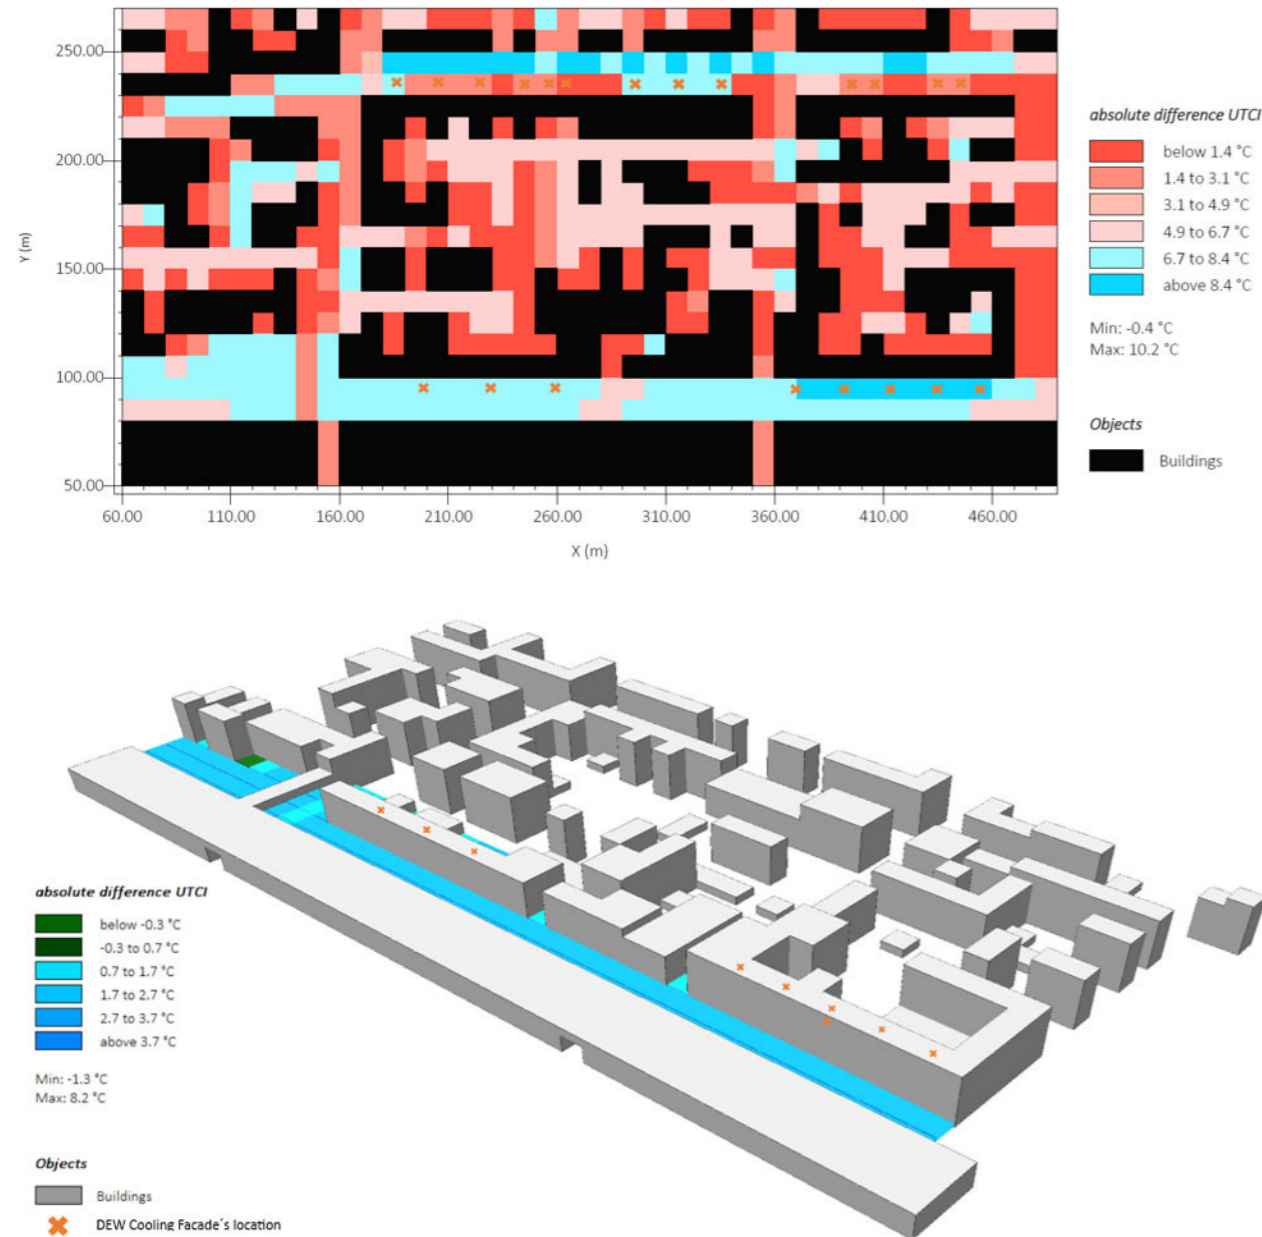 250.00
200.00
150.00
100.00
50.00
Y (m)
60.00 110.00 160.00 210.00 260.00 310.00 360.00 410.00 460.00
X (m)
absolute difference UTCI
below 1.4 °C
1.4 to 3.1 °C
3.1 to 4.9 °C
4.9 to 6.7 °C
6.7 to 8.4 °C
above 8.4 °C
Min: -0.4 °C
Max: 10.2 °C
Objects
Buildings
absolute difference UTCI
below -0.3 °C
-0.3 to 0.7 °C
0.7 to 1.7 °C
1.7 to 2.7 °C
2.7 to 3.7 °C
above 3.7 °C
Min: -1.3 °C
Max: 8.2 °C
Objects
Buildings
DEW Cooling Facade´s location